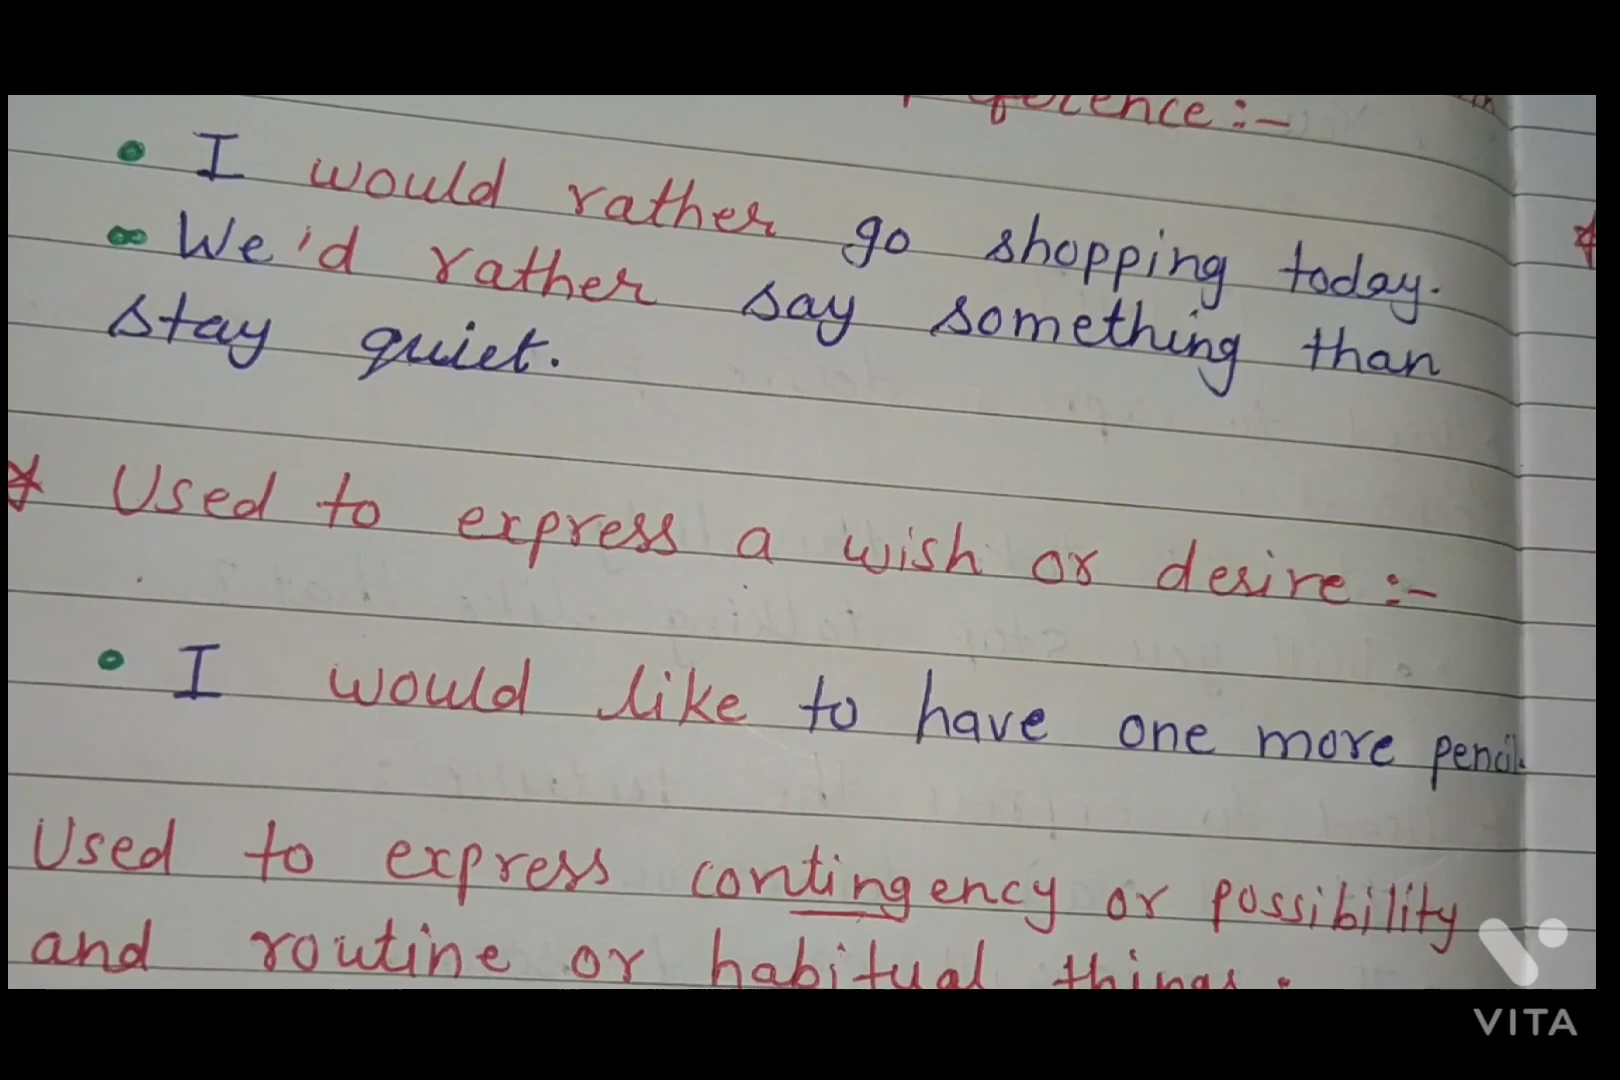 • I would rather go shopping today.
• We'd rather say something than
stay quiet.
* Used to express a wish or desire :-
• I would like to have one more pencil.
Used to express contingency or possibility
and routine or habitual things.
VITA